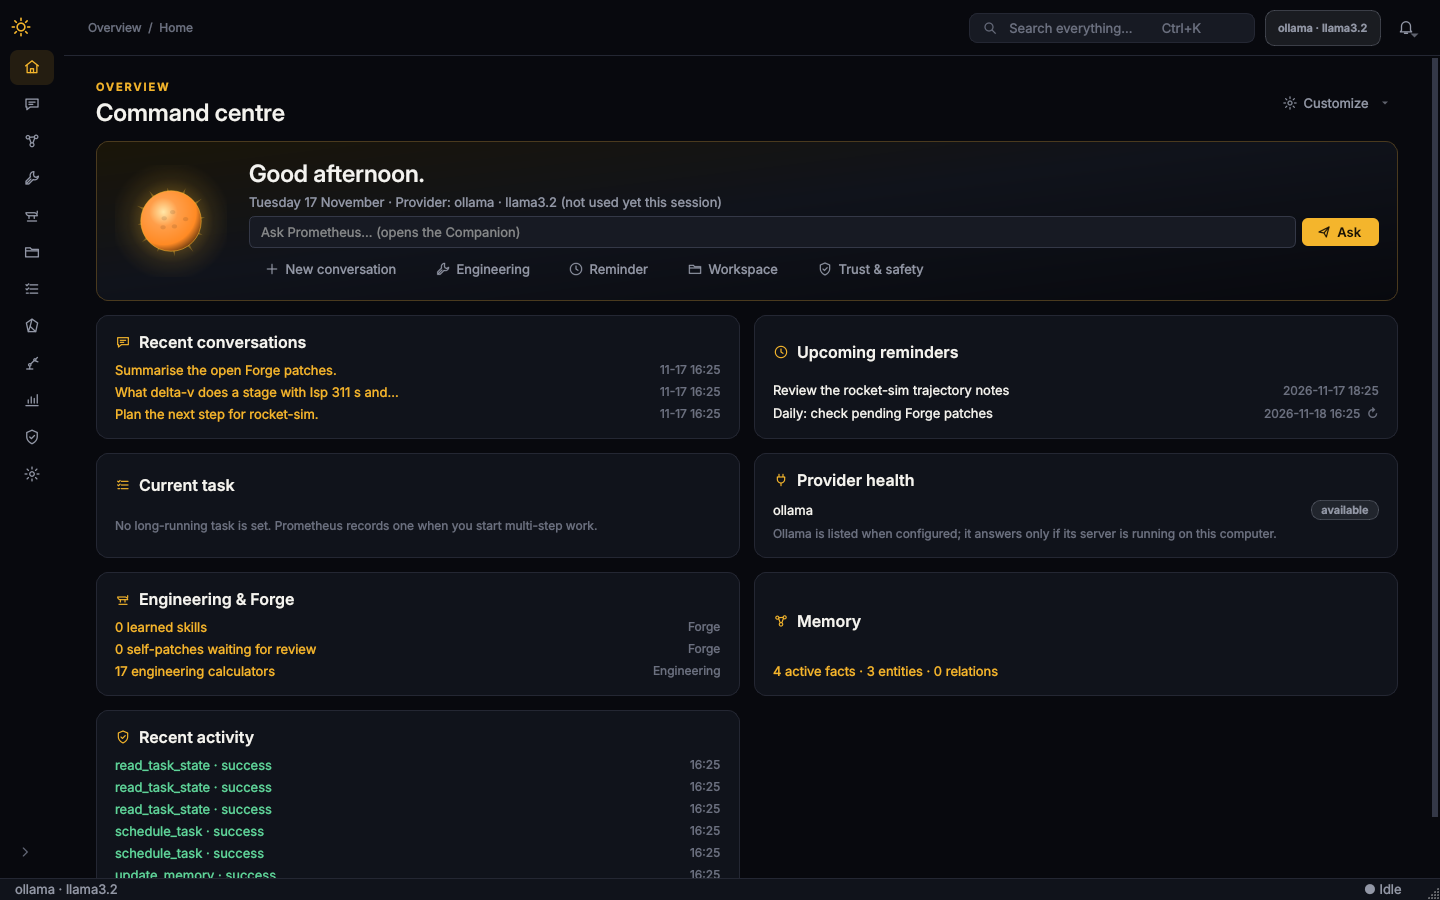 Overview / Home
Search everything... Ctrl+K
ollama · llama3.2
OVERVIEW
Command centre
Customize
Good afternoon.
Tuesday 17 November · Provider: ollama · llama3.2 (not used yet this session)
Ask Prometheus... (opens the Companion)
Ask
New conversation
Engineering
Reminder
Workspace
Trust & safety
Recent conversations
Summarise the open Forge patches. 11-17 16:25
What delta-v does a stage with Isp 311 s and... 11-17 16:25
Plan the next step for rocket-sim. 11-17 16:25
Upcoming reminders
Review the rocket-sim trajectory notes 2026-11-17 18:25
Daily: check pending Forge patches 2026-11-18 16:25
Current task
No long-running task is set. Prometheus records one when you start multi-step work.
Provider health
ollama available
Ollama is listed when configured; it answers only if its server is running on this computer.
Engineering & Forge
0 learned skills Forge
0 self-patches waiting for review Forge
17 engineering calculators Engineering
Memory
4 active facts · 3 entities · 0 relations
Recent activity
read_task_state · success 16:25
read_task_state · success 16:25
read_task_state · success 16:25
schedule_task · success 16:25
schedule_task · success 16:25
update_memory · success 16:25
ollama · llama3.2
Idle